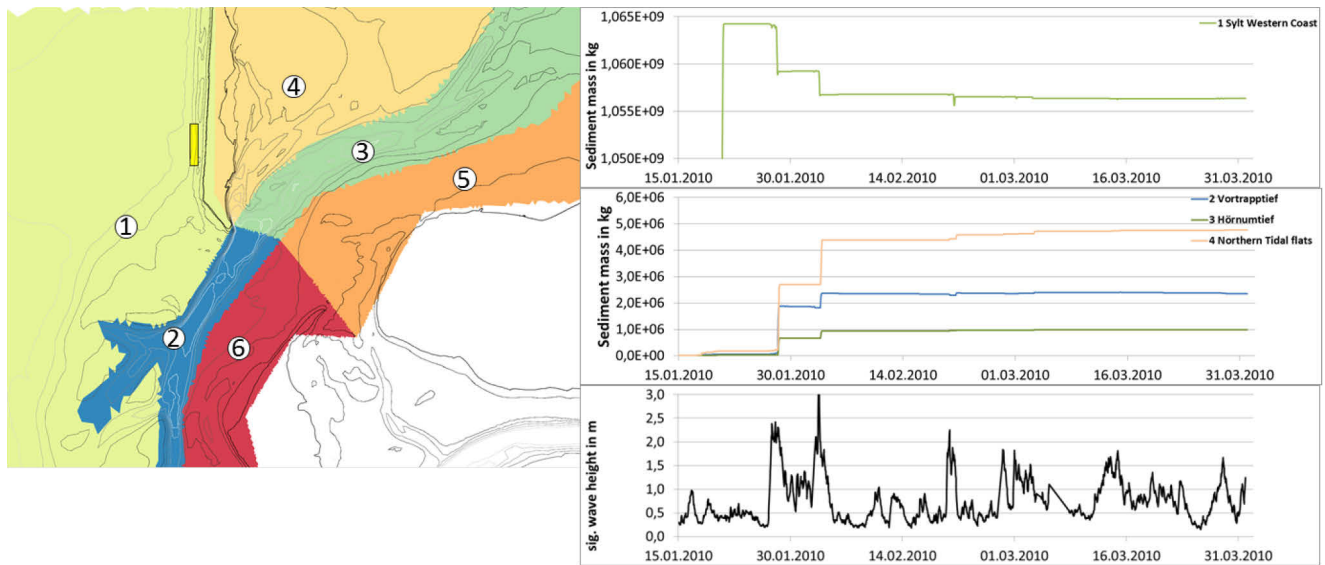 4
3
5
1
2
6
Sediment mass in kg
1,065E+09
1,060E+09
1,055E+09
1,050E+09
1 Sylt Western Coast
15.01.2010 30.01.2010 14.02.2010 01.03.2010 16.03.2010 31.03.2010
Sediment mass in kg
6,0E+06
5,0E+06
4,0E+06
3,0E+06
2,0E+06
1,0E+06
0,0E+00
2 Vortrapptief
3 Hörnumtief
4 Northern Tidal flats
15.01.2010 30.01.2010 14.02.2010 01.03.2010 16.03.2010 31.03.2010
sig. wave height in m
3,0
2,5
2,0
1,5
1,0
0,5
0,0
15.01.2010 30.01.2010 14.02.2010 01.03.2010 16.03.2010 31.03.2010